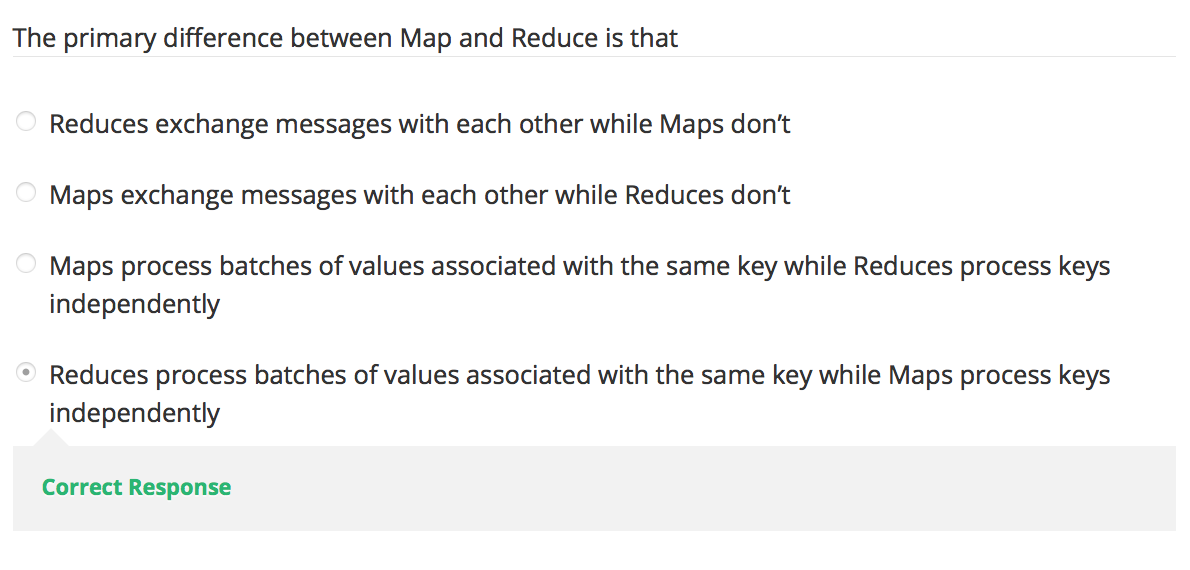 The primary difference between Map and Reduce is that
Reduces exchange messages with each other while Maps don’t
Maps exchange messages with each other while Reduces don’t
Maps process batches of values associated with the same key while Reduces process keys
independently
Reduces process batches of values associated with the same key while Maps process keys
independently
Correct Response